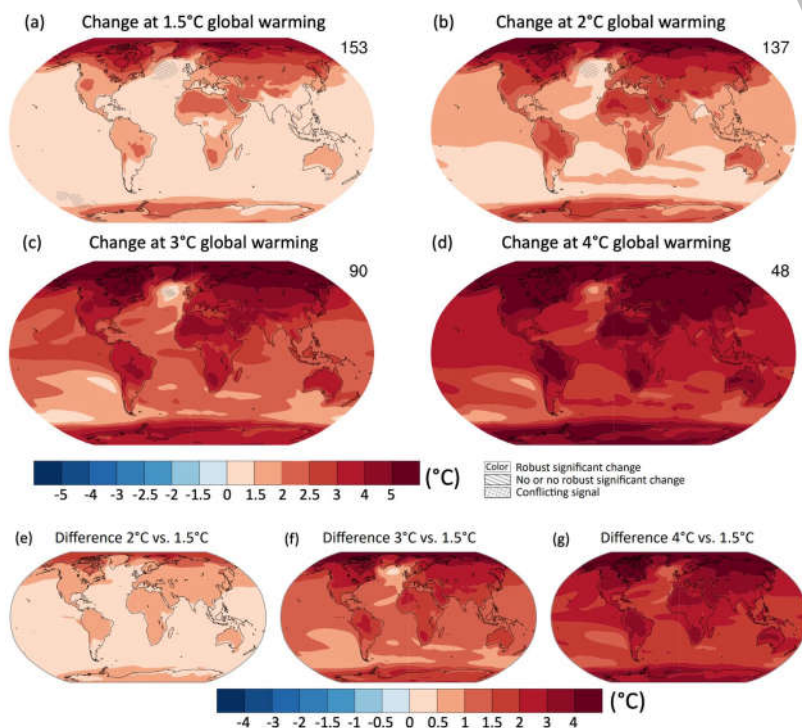 (a) Change at 1.5°C global warming
153
(b) Change at 2°C global warming
137
(c) Change at 3°C global warming
90
(d) Change at 4°C global warming
48
-5 -4 -3 -2.5 -2 -1.5 -1 0 1 1.5 2 2.5 3 4 5 (°C)
Color Robust significant change
No or no robust significant change
Conflicting signal
(e) Difference 2°C vs. 1.5°C
(f) Difference 3°C vs. 1.5°C
(g) Difference 4°C vs. 1.5°C
-4 -3 -2 -1.5 -1 -0.5 0 0.5 1 1.5 2 3 4 (°C)